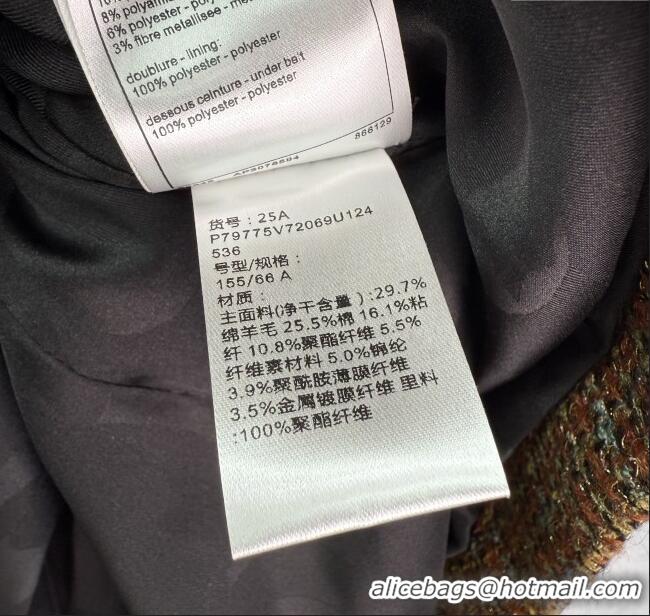 8% polyamide
6% polyester - polyes
3% fibre metallisee - me
doublure - lining:
100% polyester - polyester
dessous ceinture - under belt
100% polyester - polyester
866129
货号：25A
P79775V72069U124
536
号型/规格：
155/66 A
材质：
主面料(净干含量）:29.7%
绵羊毛 25.5%棉 16.1%粘
纤 10.8%聚酯纤维 5.5%
纤维素材料 5.0%锦纶
3.9%聚酰胺薄膜纤维
3.5%金属镀膜纤维 里料
:100%聚酯纤维
alicebags@hotmail.com